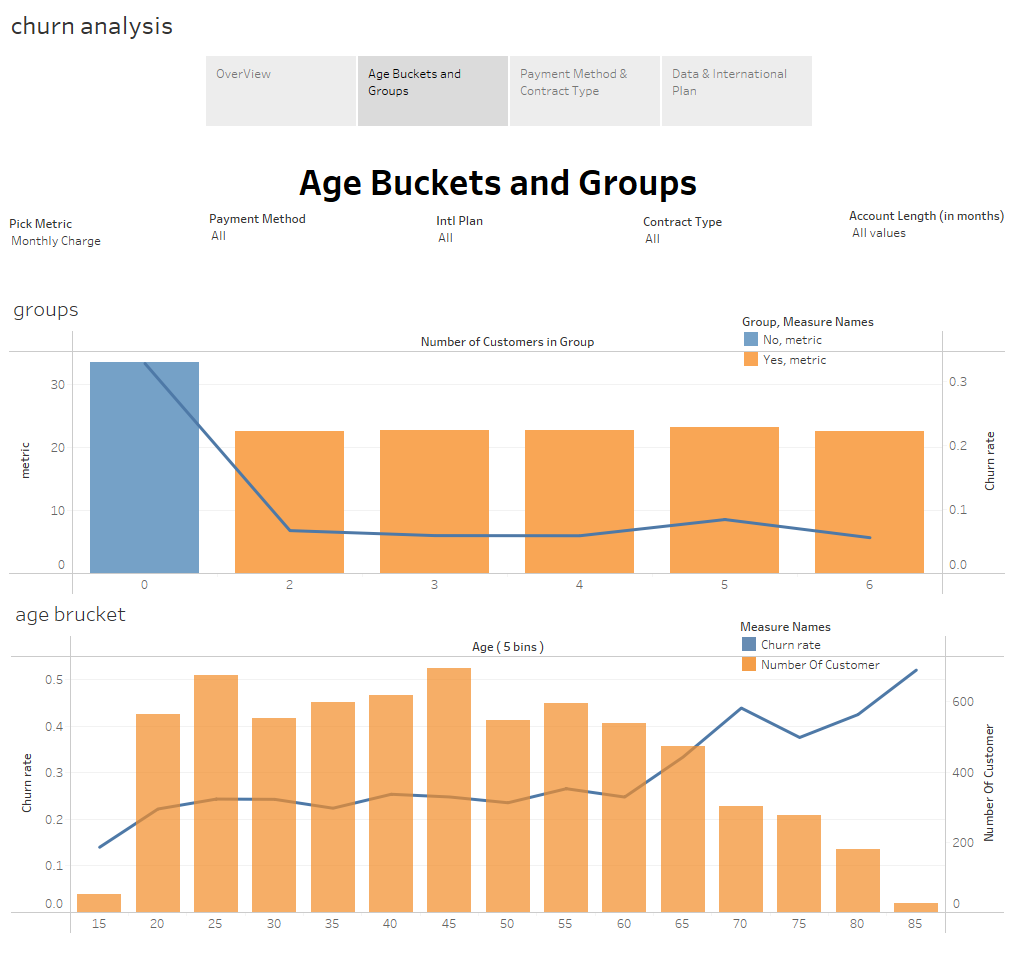 churn analysis
OverView
Age Buckets and
Groups
Payment Method &
Contract Type
Data & International
Plan
Age Buckets and Groups
Pick Metric
Monthly Charge
Payment Method
All
Intl Plan
All
Contract Type
All
Account Length (in months)
All values
groups
Number of Customers in Group
Group, Measure Names
No, metric
Yes, metric
metric
30
20
10
0
0.3
0.2
0.1
0.0
Churn rate
0 2 3 4 5 6
age brucket
Age ( 5 bins )
Measure Names
Churn rate
Number Of Customer
Churn rate
0.5
0.4
0.3
0.2
0.1
0.0
600
400
200
0
Number Of Customer
15 20 25 30 35 40 45 50 55 60 65 70 75 80 85